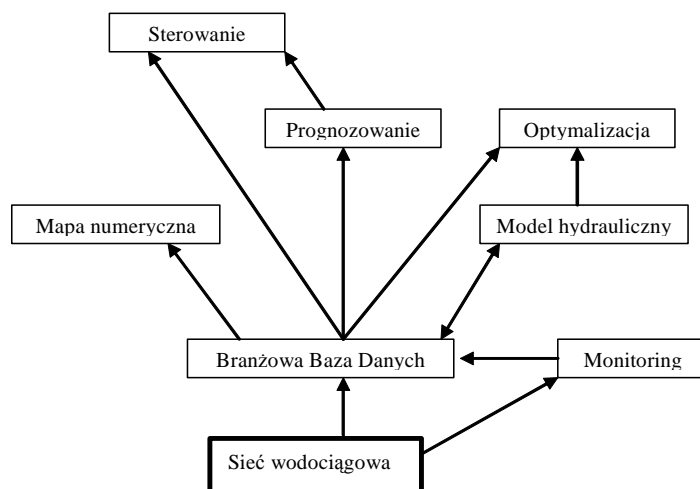 Sterowanie
Prognozowanie
Optymalizacja
Mapa numeryczna
Model hydrauliczny
Branżowa Baza Danych
Monitoring
Sieć wodociągowa